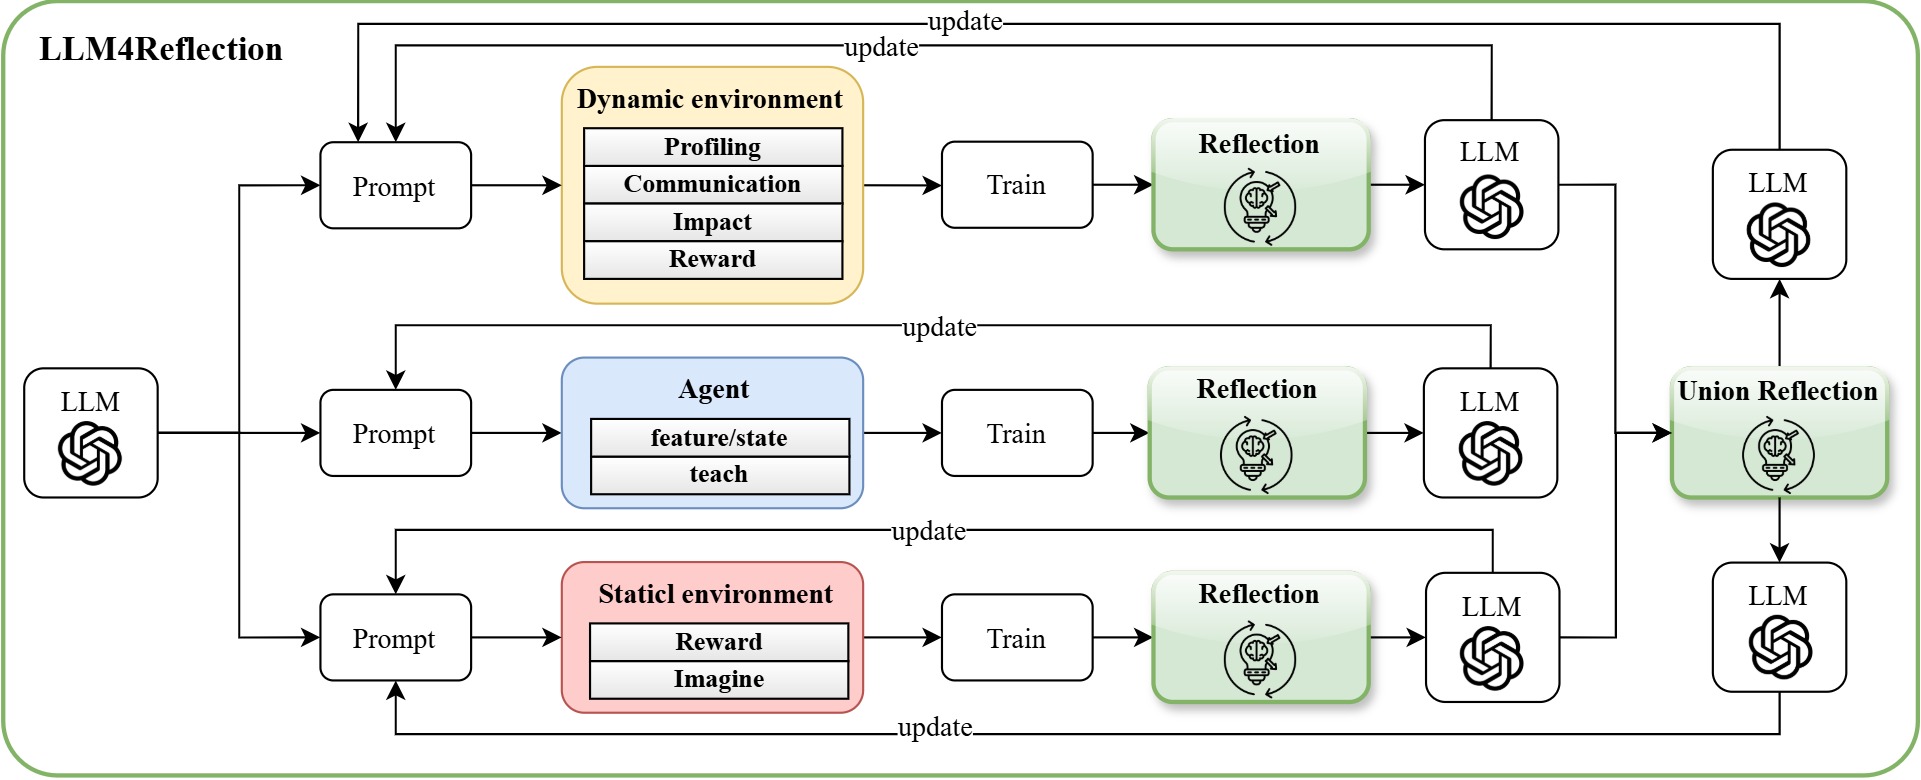 LLM4Reflection
update
update
Dynamic environment
Profiling
Communication
Impact
Reward
Prompt
Train
Reflection
LLM
LLM
update
LLM
Prompt
Agent
feature/state
teach
Train
Reflection
LLM
Union Reflection
update
Prompt
Staticl environment
Reward
Imagine
Train
Reflection
LLM
LLM
update